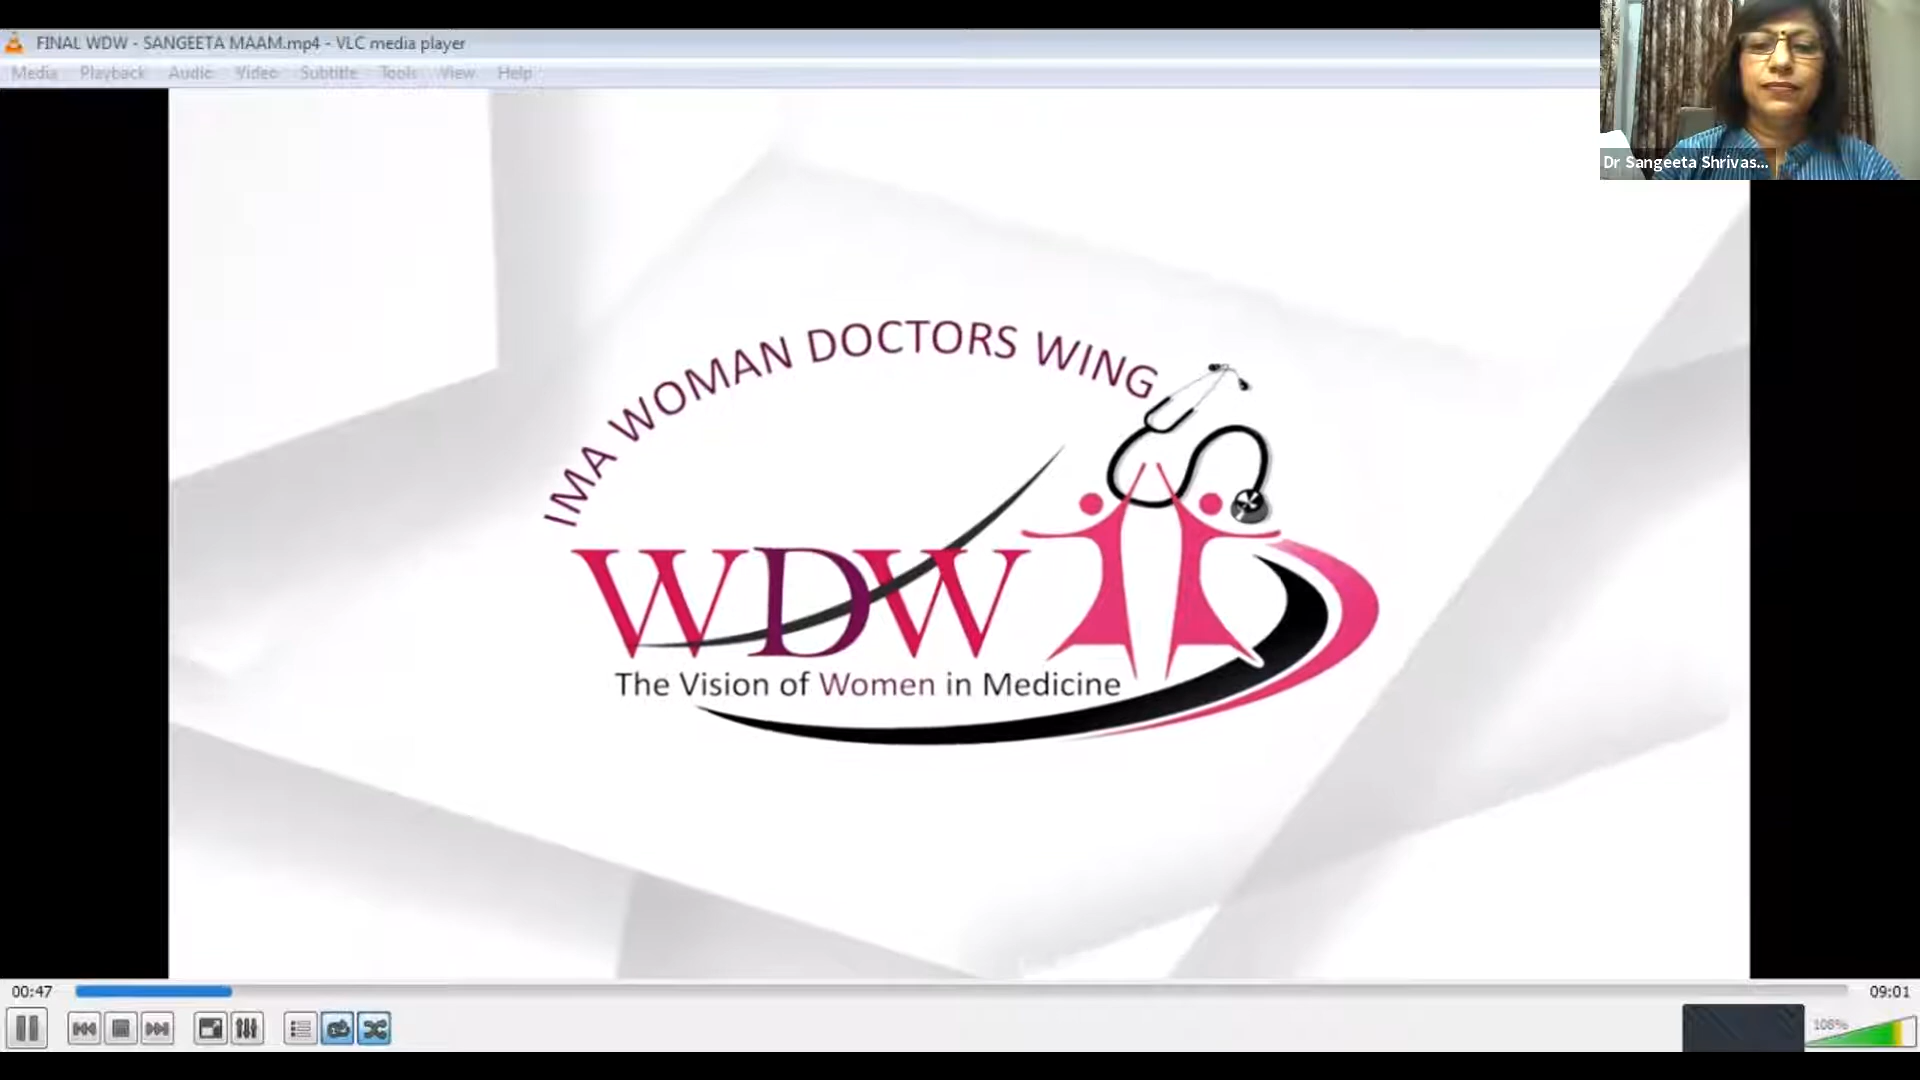 FINAL WDW - SANGEETA MAAM.mp4 - VLC media player
Media Playback Audio Video Subtitle Tools View Help
Dr Sangeeta Shrivas...
IMA WOMAN DOCTORS WING
WDW
The Vision of Women in Medicine
00:47
09:01
108%